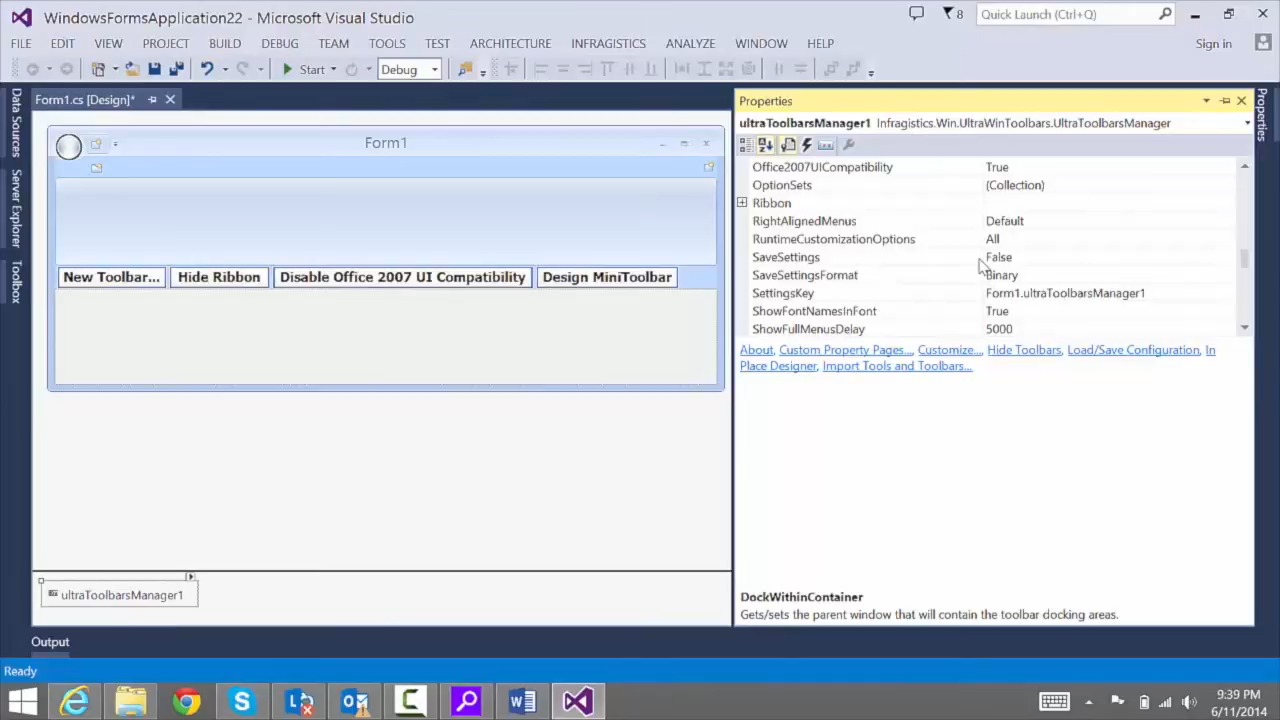 WindowsFormsApplication22 - Microsoft Visual Studio
8
Quick Launch (Ctrl+Q)
FILE EDIT VIEW PROJECT BUILD DEBUG TEAM TOOLS TEST ARCHITECTURE INFRAGISTICS ANALYZE WINDOW HELP
Sign in
Start
Debug
Data Sources
Server Explorer
Toolbox
Form1.cs [Design]*
Form1
New Toolbar... Hide Ribbon Disable Office 2007 UI Compatibility Design MiniToolbar
ultraToolbarsManager1
Properties
ultraToolbarsManager1 Infragistics.Win.UltraWinToolbars.UltraToolbarsManager
Office2007UICompatibility True
OptionSets (Collection)
Ribbon
RightAlignedMenus Default
RuntimeCustomizationOptions All
SaveSettings False
SaveSettingsFormat Binary
SettingsKey Form1.ultraToolbarsManager1
ShowFontNamesInFont True
ShowFullMenusDelay 5000
About, Custom Property Pages..., Customize..., Hide Toolbars, Load/Save Configuration, In
Place Designer, Import Tools and Toolbars...
DockWithinContainer
Gets/sets the parent window that will contain the toolbar docking areas.
Properties
Output
Ready
9:39 PM
6/11/2014